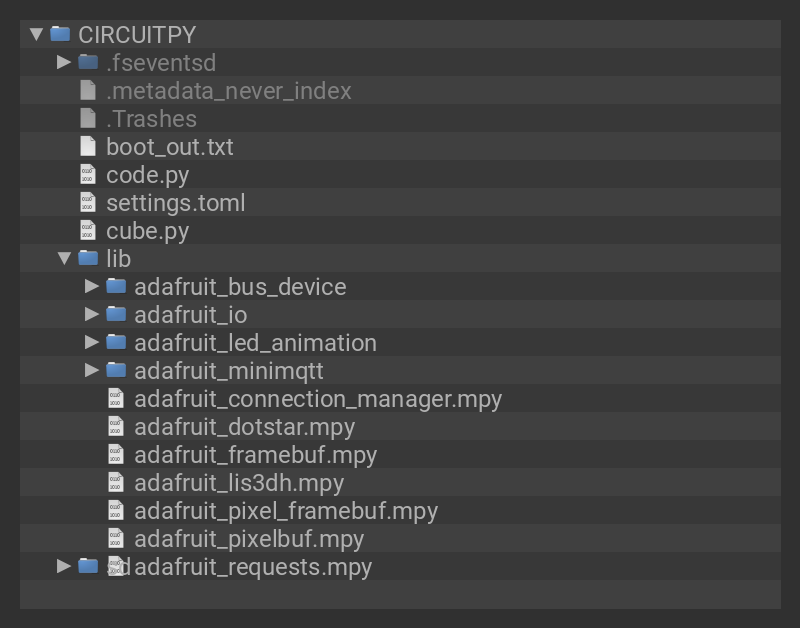 CIRCUITPY
.fseventsd
.metadata_never_index
.Trashes
boot_out.txt
code.py
settings.toml
cube.py
lib
adafruit_bus_device
adafruit_io
adafruit_led_animation
adafruit_minimqtt
adafruit_connection_manager.mpy
adafruit_dotstar.mpy
adafruit_framebuf.mpy
adafruit_lis3dh.mpy
adafruit_pixel_framebuf.mpy
adafruit_pixelbuf.mpy
sd adafruit_requests.mpy